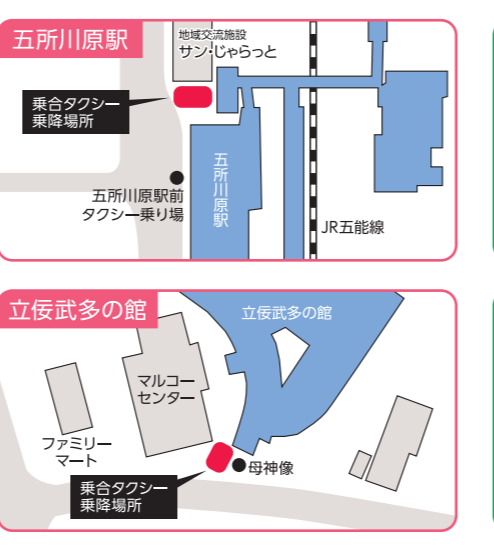 五所川原駅
地域交流施設
サン・じゃらっと
乗合タクシー
乗降場所
五所川原駅前
タクシー乗り場
五所川原駅
JR五能線
立佞武多の館
立佞武多の館
マルコー
センター
ファミリー
マート
母神像
乗合タクシー
乗降場所